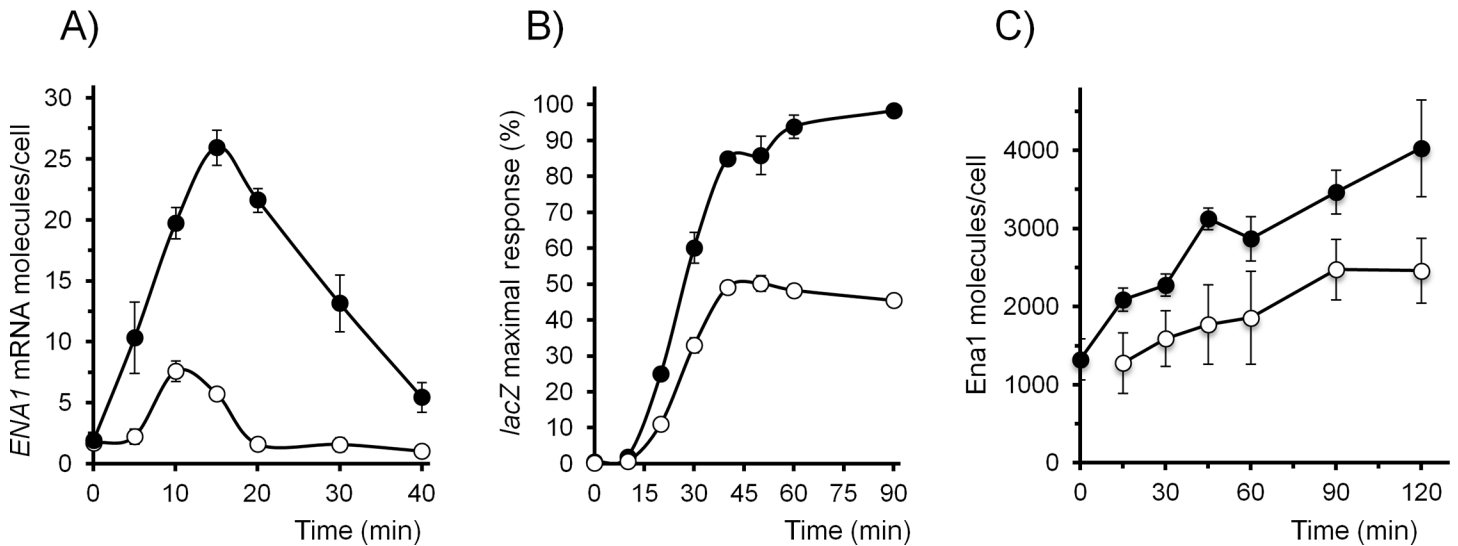 A)
ENA1 mRNA molecules/cell
30
25
20
15
10
5
0
0 10 20 30 40
Time (min)
B)
lacZ maximal response (%)
100
90
80
70
60
50
40
30
20
10
0
0 15 30 45 60 75 90
Time (min)
C)
Ena1 molecules/cell
4000
3000
2000
1000
0
0 30 60 90 120
Time (min)